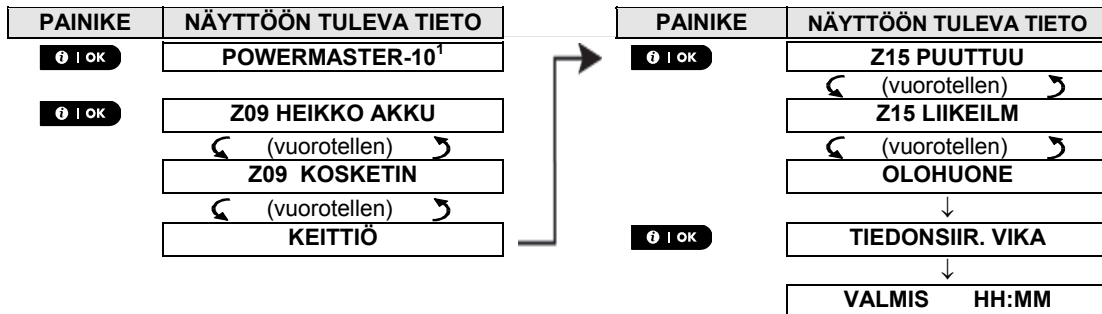 PAINIKE NÄYTTÖÖN TULEVA TIETO
i | OK POWERMASTER-10¹
i | OK Z09 HEIKKO AKKU
(vuorotellen)
Z09 KOSKETIN
(vuorotellen)
KEITTIÖ
PAINIKE NÄYTTÖÖN TULEVA TIETO
i | OK Z15 PUUTTUU
(vuorotellen)
Z15 LIIKEILM
(vuorotellen)
OLOHUONE
↓
i | OK TIEDONSIIR. VIKA
↓
VALMIS HH:MM